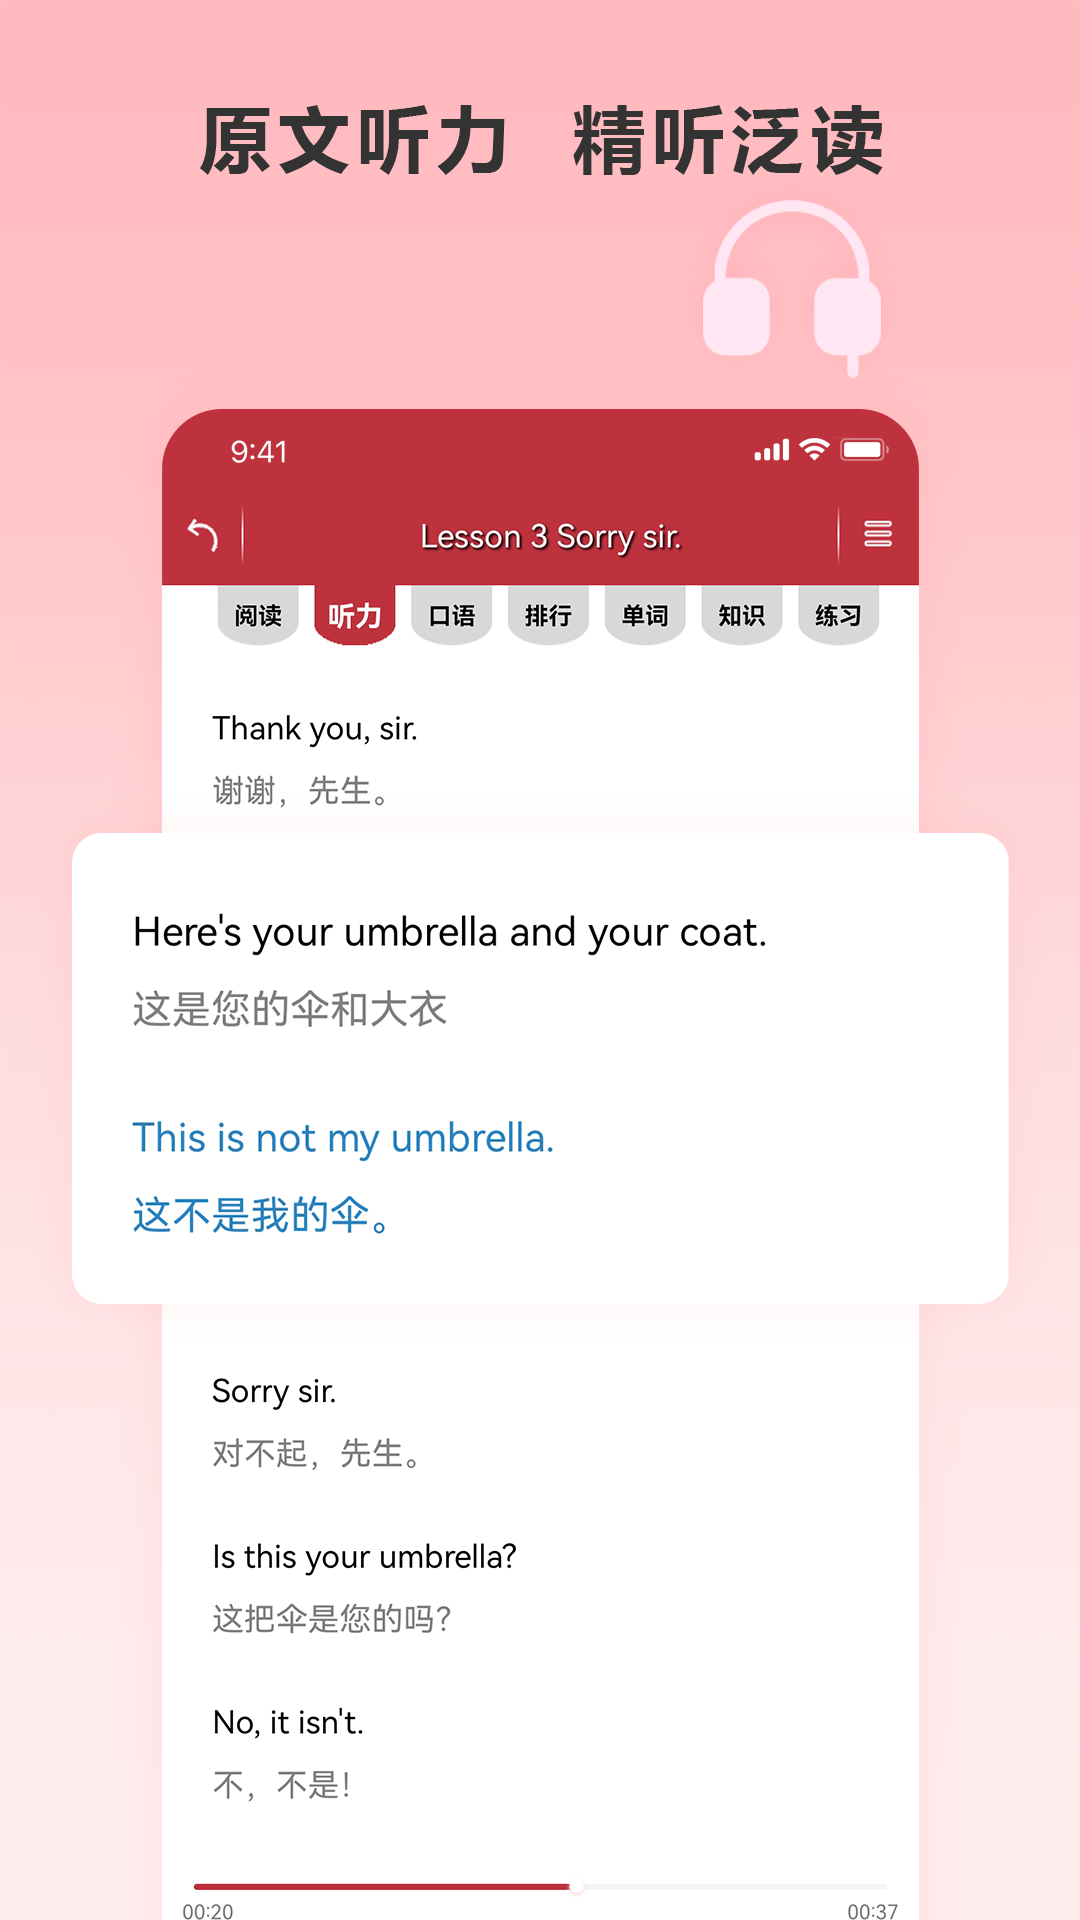 原文听力 精听泛读
9:41
Lesson 3 Sorry sir.
阅读 听力 口语 排行 单词 知识 练习
Thank you, sir.
谢谢，先生。
Here's your umbrella and your coat.
这是您的伞和大衣
This is not my umbrella.
这不是我的伞。
Sorry sir.
对不起，先生。
Is this your umbrella?
这把伞是您的吗？
No, it isn't.
不，不是！
00:20 00:37